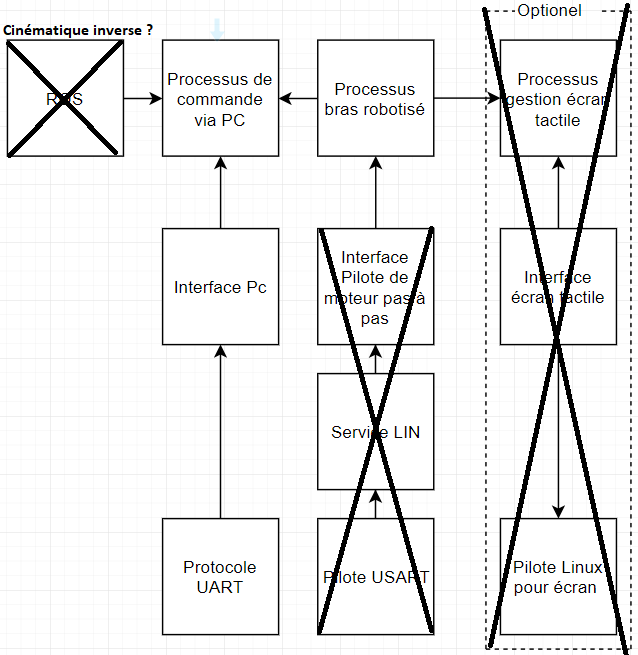 Optionel
Cinématique inverse ?
ROS
Processus de
commande
via PC
Processus
bras robotisé
Processus
gestion écran
tactile
Interface Pc
Interface
Pilote de
moteur pas à
pas
Interface
écran tactile
Service LIN
Protocole
UART
Pilote USART
Pilote Linux
pour écran